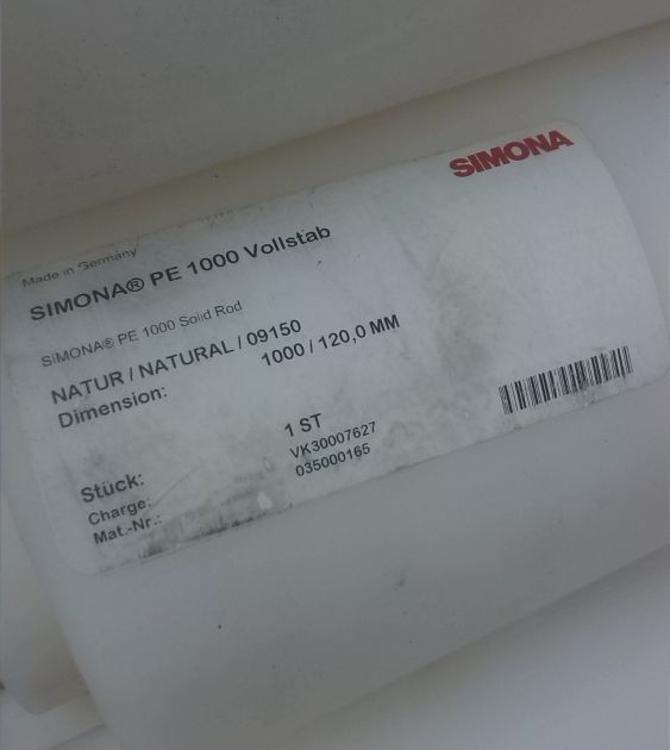 SIMONA
Made in Germany
SIMONA® PE 1000 Vollstab
SIMONA® PE 1000 Solid Rod
NATUR / NATURAL / 09150
Dimension: 1000 / 120,0 MM
Stück: 1 ST
Charge: VK30007627
Mat.-Nr.: 035000165